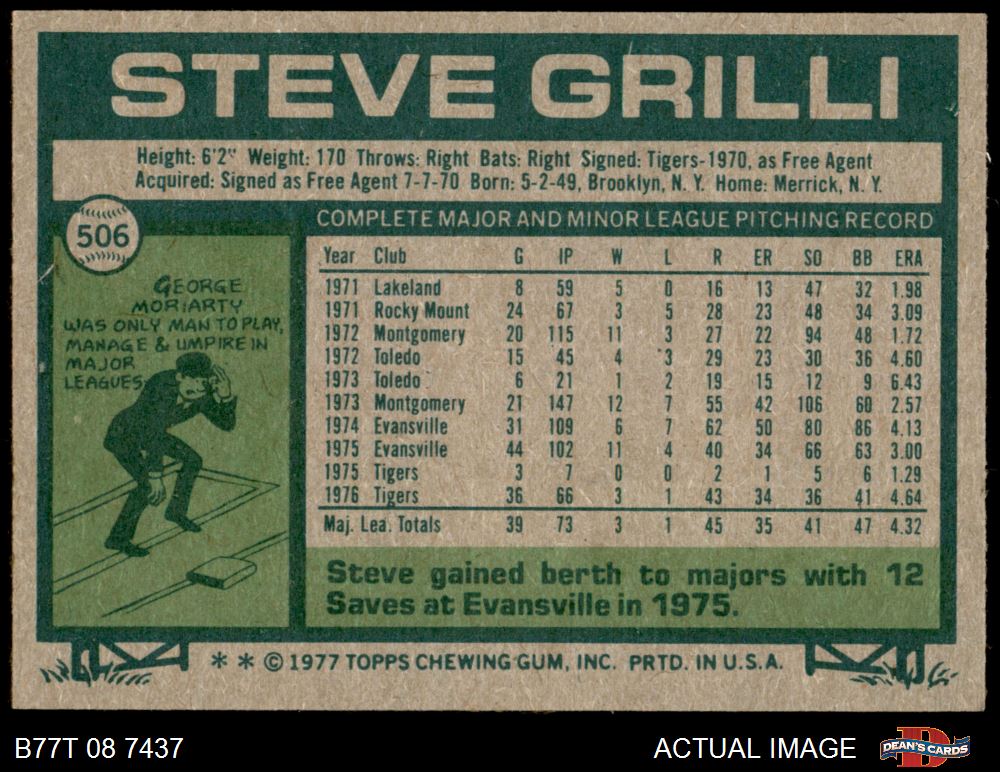 STEVE GRILLI
Height: 6'2" Weight: 170 Throws: Right Bats: Right Signed: Tigers-1970, as Free Agent
Acquired: Signed as Free Agent 7-7-70 Born: 5-2-49, Brooklyn, N. Y. Home: Merrick, N. Y.
506
GEORGE
MORIARTY
WAS ONLY MAN TO PLAY,
MANAGE & UMPIRE IN
MAJOR
LEAGUES
COMPLETE MAJOR AND MINOR LEAGUE PITCHING RECORD
Year Club G IP W L R ER SO BB ERA
1971 Lakeland 8 59 5 0 16 13 47 32 1.98
1971 Rocky Mount 24 67 3 5 28 23 48 34 3.09
1972 Montgomery 20 115 11 3 27 22 94 48 1.72
1972 Toledo 15 45 4 3 29 23 30 36 4.60
1973 Toledo 6 21 1 2 19 15 12 9 6.43
1973 Montgomery 21 147 12 7 55 42 106 60 2.57
1974 Evansville 31 109 6 7 62 50 80 86 4.13
1975 Evansville 44 102 11 4 40 34 66 63 3.00
1975 Tigers 3 7 0 0 2 1 5 6 1.29
1976 Tigers 36 66 3 1 43 34 36 41 4.64
Maj. Lea. Totals 39 73 3 1 45 35 41 47 4.32
Steve gained berth to majors with 12
Saves at Evansville in 1975.
* * © 1977 TOPPS CHEWING GUM, INC. PRTD. IN U.S.A.
B77T 08 7437
ACTUAL IMAGE
DEAN'S CARDS